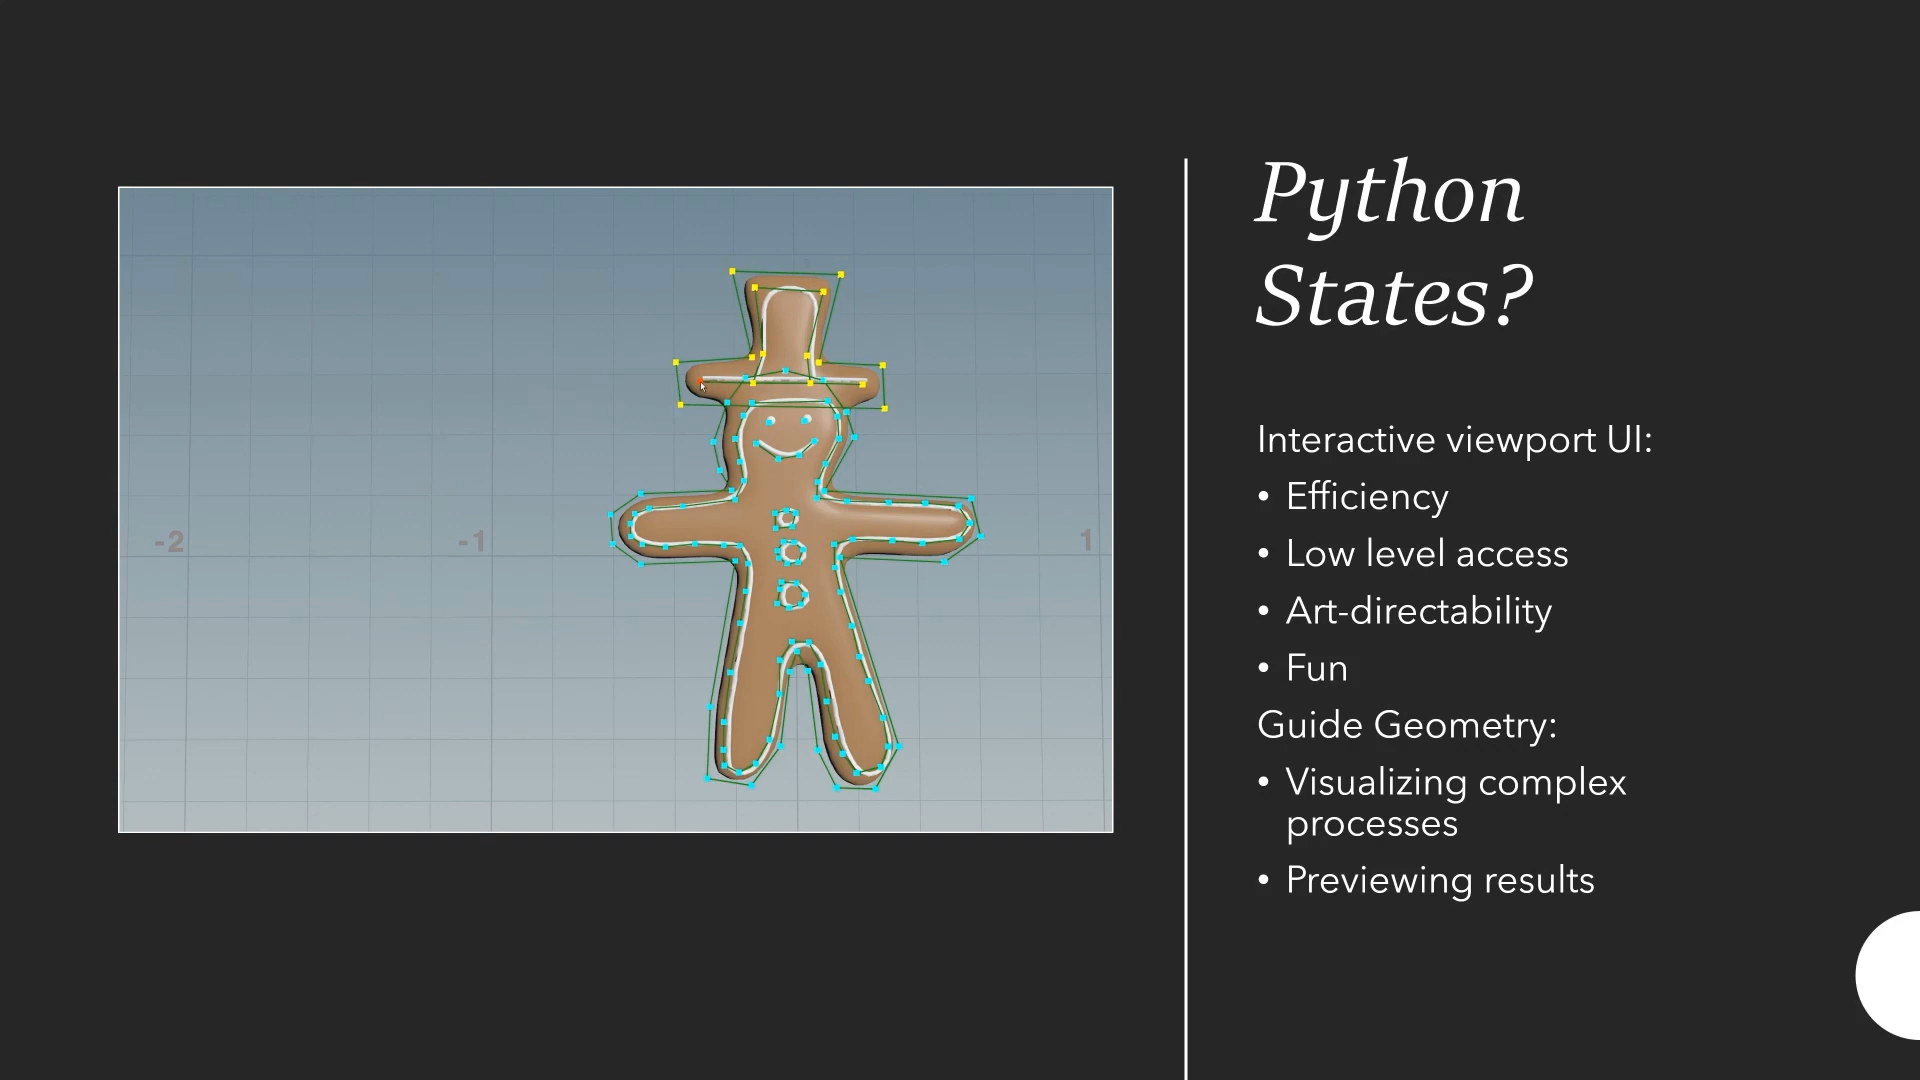 Python
States?
Interactive viewport UI:
• Efficiency
• Low level access
• Art-directability
• Fun
Guide Geometry:
• Visualizing complex
processes
• Previewing results
-2
-1
1